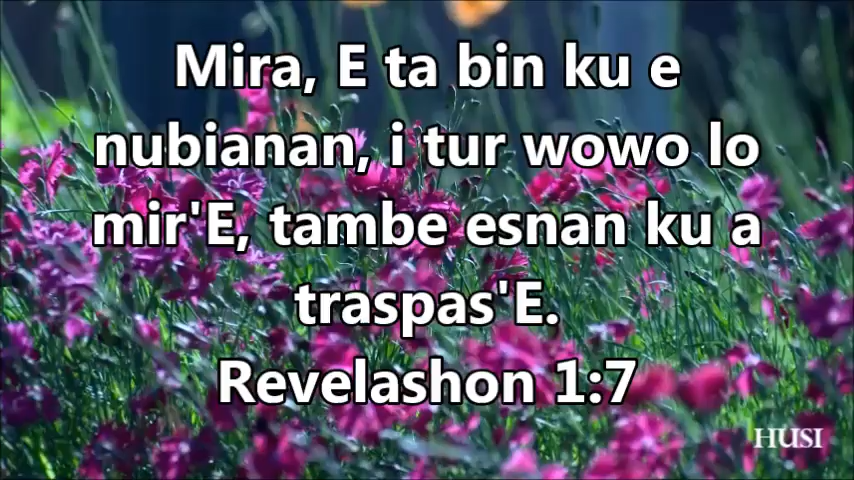 Mira, E ta bin ku e
nubianan, i tur wowo lo
mir'E, tambe esnan ku a
traspas'E.
Revelashon 1:7
HUSI